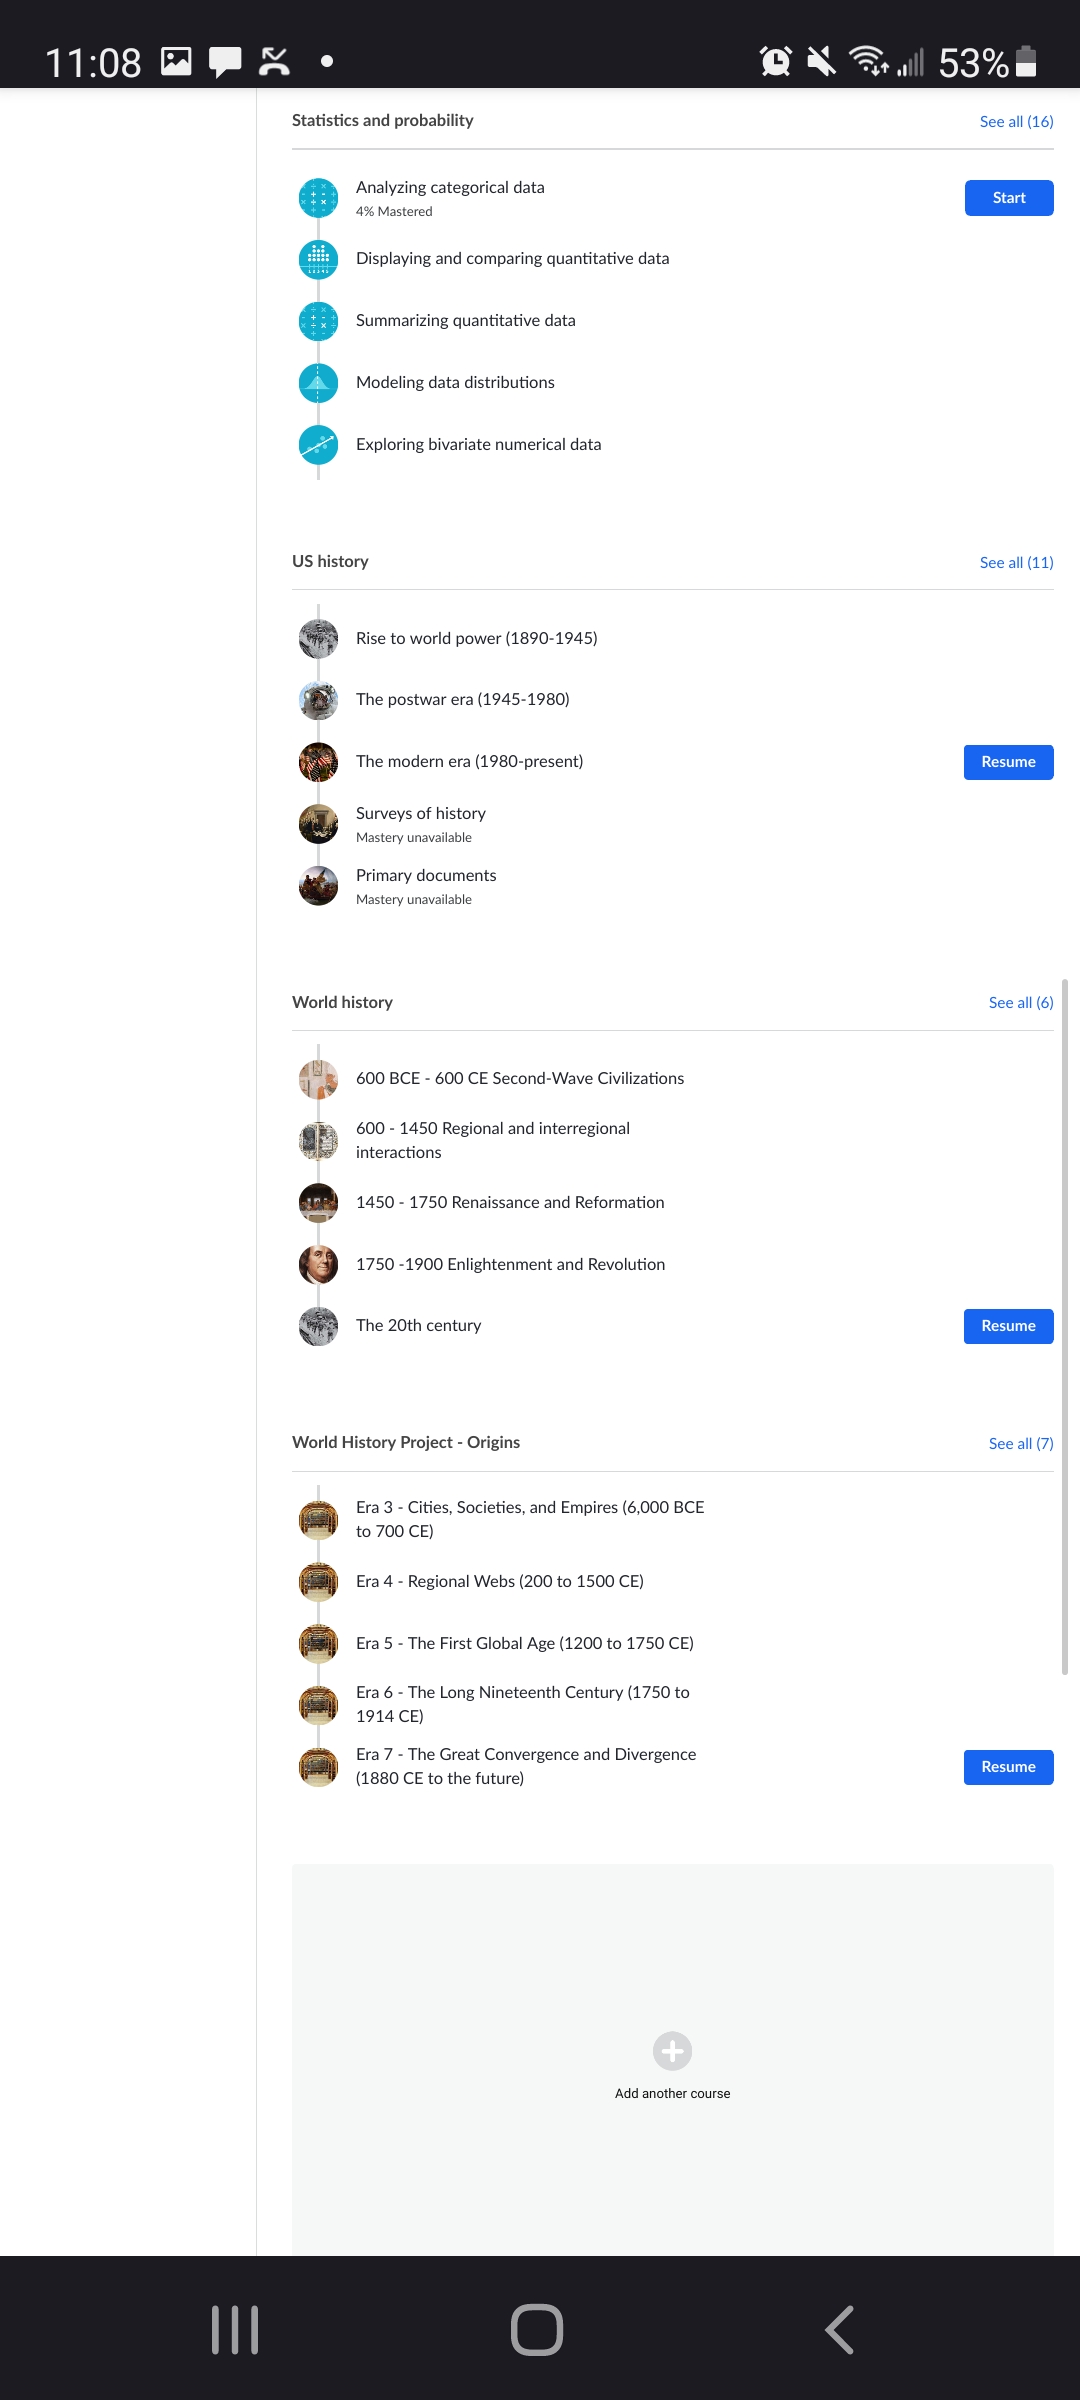 11:08
53%
Statistics and probability
See all (16)
Analyzing categorical data
4% Mastered
Start
Displaying and comparing quantitative data
Summarizing quantitative data
Modeling data distributions
Exploring bivariate numerical data
US history
See all (11)
Rise to world power (1890-1945)
The postwar era (1945-1980)
The modern era (1980-present)
Resume
Surveys of history
Mastery unavailable
Primary documents
Mastery unavailable
World history
See all (6)
600 BCE - 600 CE Second-Wave Civilizations
600 - 1450 Regional and interregional
interactions
1450 - 1750 Renaissance and Reformation
1750 -1900 Enlightenment and Revolution
The 20th century
Resume
World History Project - Origins
See all (7)
Era 3 - Cities, Societies, and Empires (6,000 BCE
to 700 CE)
Era 4 - Regional Webs (200 to 1500 CE)
Era 5 - The First Global Age (1200 to 1750 CE)
Era 6 - The Long Nineteenth Century (1750 to
1914 CE)
Era 7 - The Great Convergence and Divergence
(1880 CE to the future)
Resume
Add another course